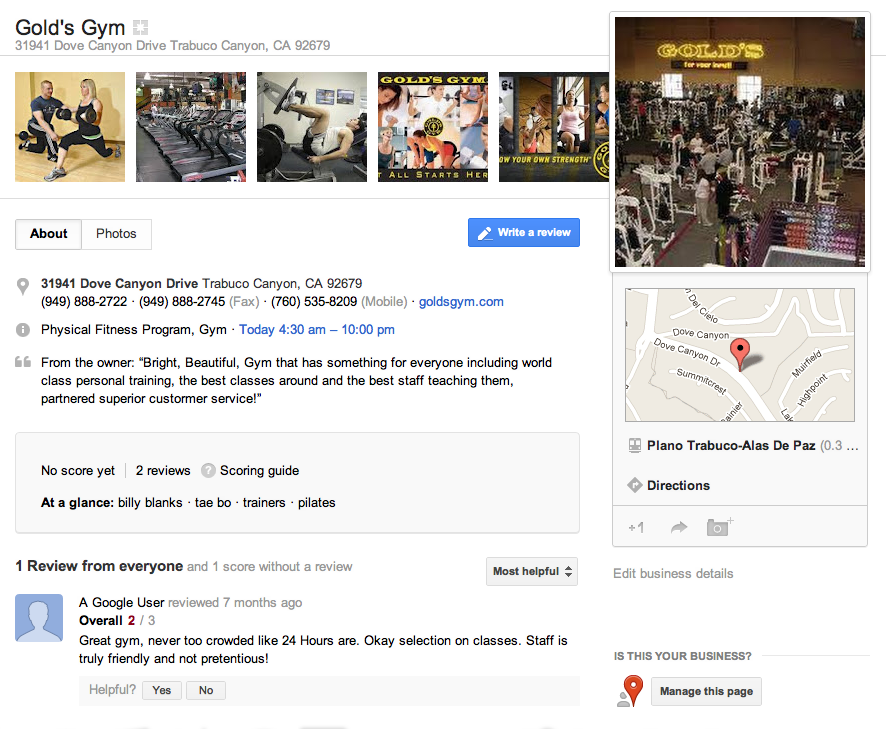 Gold's Gym
31941 Dove Canyon Drive Trabuco Canyon, CA 92679
GOLD'S GYM
T ALL STARTS HER
OW YOUR OWN STRENGTH
GOLD'S
for your input!
About
Photos
Write a review
31941 Dove Canyon Drive Trabuco Canyon, CA 92679
(949) 888-2722 · (949) 888-2745 (Fax) · (760) 535-8209 (Mobile) · goldsgym.com
Physical Fitness Program, Gym · Today 4:30 am – 10:00 pm
From the owner: “Bright, Beautiful, Gym that has something for everyone including world
class personal training, the best classes around and the best staff teaching them,
partnered superior custormer service!”
No score yet
2 reviews
? Scoring guide
At a glance: billy blanks · tae bo · trainers · pilates
1 Review from everyone and 1 score without a review
Most helpful
A Google User reviewed 7 months ago
Overall 2 / 3
Great gym, never too crowded like 24 Hours are. Okay selection on classes. Staff is
truly friendly and not pretentious!
Helpful?
Yes
No
n Del Cielo
Dove Canyon
Dove Canyon Dr
Summitcrest
Muirfield
Highpoint
ainier
Lak
Plano Trabuco-Alas De Paz (0.3 ...
Directions
+1
Edit business details
IS THIS YOUR BUSINESS?
Manage this page